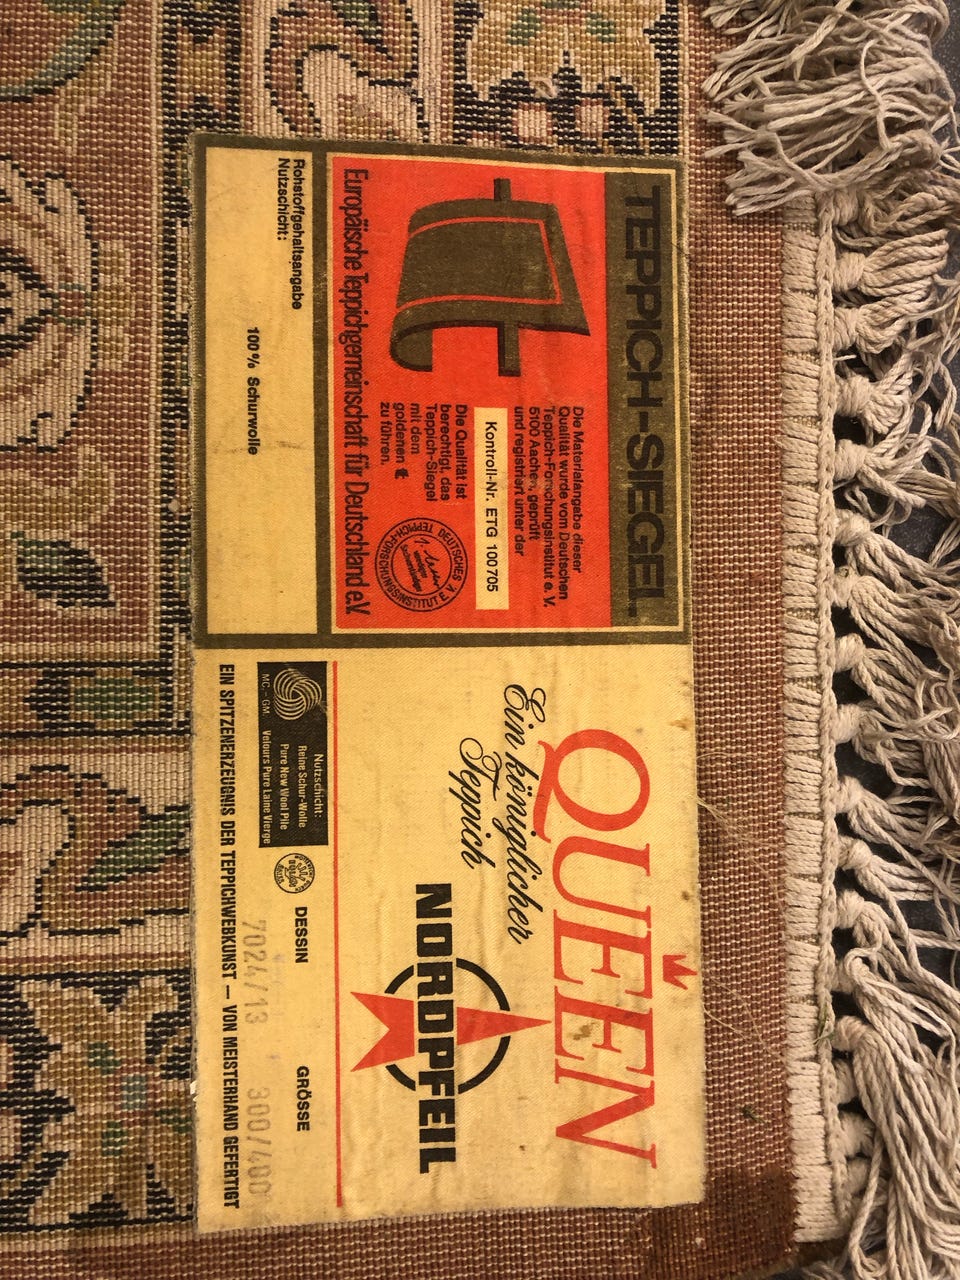 TEPPICH-SIEGEL
Die Materialangabe dieser
Qualität wurde vom Deutschen
Teppich-Forschungsinstitut e. V.
5100 Aachen, geprüft
und registriert unter der
Kontroll-Nr. ETG 100705
Die Qualität ist
berechtigt, das
Teppich-Siegel
mit dem
goldenen t
zu führen.
DEUTSCHES
TEPPICH-FORSCHUNGSINSTITUT E. V.
Europäische Teppichgemeinschaft für Deutschland e.V.
Rohstoffgehaltsangabe
Nutzschicht:
100 % Schurwolle
QUEEN
Ein königlicher
Teppich
NORDPFEIL
Nutzschicht:
Reine Schur-Wolle
Pure New Wool Pile
Velours Pure Laine Vierge
MC. – GM.
DESSIN
GRÖSSE
7024/13
300/400
EIN SPITZENERZEUGNIS DER TEPPICHWEBKUNST – VON MEISTERHAND GEFERTIGT